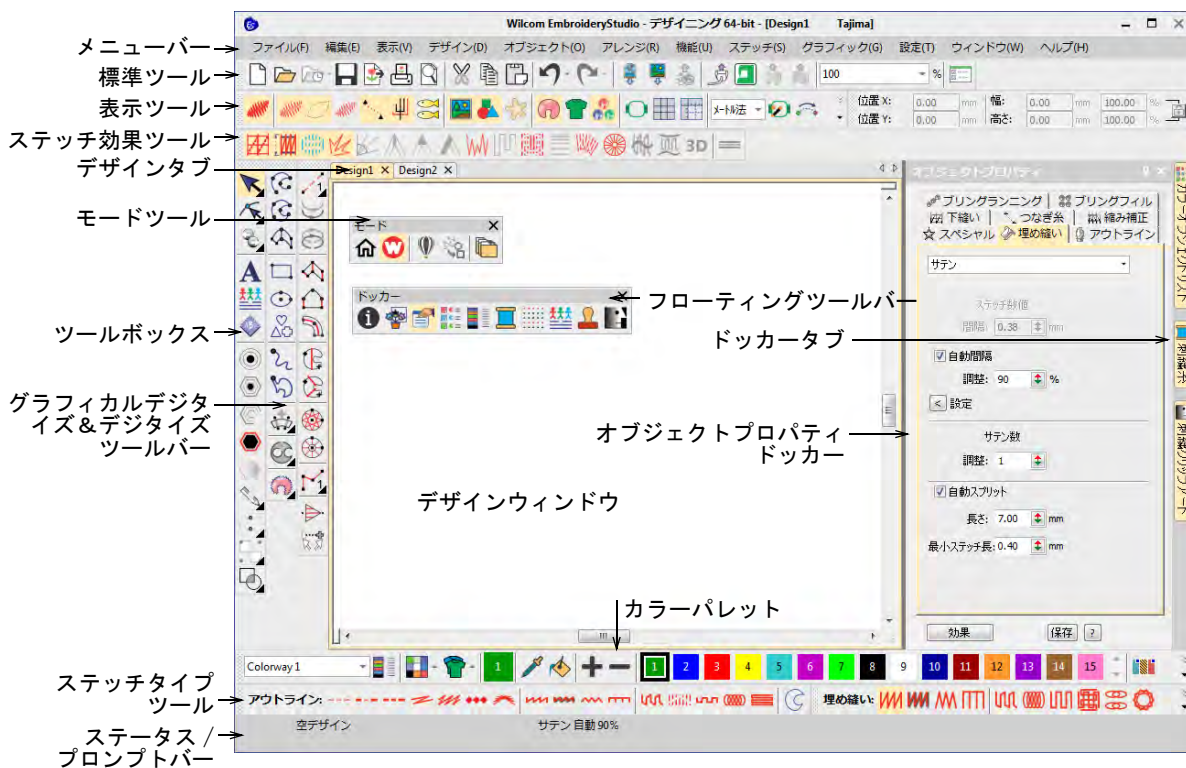 Wilcom EmbroideryStudio - デザイニング 64-bit - [Design1 Tajima]
メニューバー
ファイル(F) 編集(E) 表示(V) デザイン(D) オブジェクト(O) アレンジ(R) 機能(U) ステッチ(S) グラフィック(G) 設定(T) ウィンドウ(W) ヘルプ(H)
標準ツール
100 %
表示ツール
メートル法
位置 X: 0.00 mm 幅: 0.00 mm 100.00 %
位置 Y: 0.00 mm 高さ: 0.00 mm 100.00 %
ステッチ効果ツール
3D
デザインタブ
Design1 Design2
オブジェクトプロパティ
モードツール
モード
ドッカー
フローティングツールバー
ドッカータブ
ツールボックス
グラフィカルデジタ
イズ&デジタイズ
ツールバー
オブジェクトプロパティ
ドッカー
デザインウィンドウ
カラーパレット
ブリングランニング ブリングフィル
下縫い つなぎ糸 縮み補正
スペシャル 埋め縫い アウトライン
サテン
間隔: 0.38 mm
自動間隔
調整: 90 %
設定
サテン数
調整: 1
自動スプリット
長さ: 7.00 mm
最小ステッチ長: 0.40 mm
効果 保存 ?
Colorway 1
1
1 2 3 4 5 6 7 8 9 10 11 12 13 14 15
ステッチタイプ
ツール
アウトライン:
埋め縫い:
ステータス /
プロンプトバー
空デザイン サテン 自動 90%